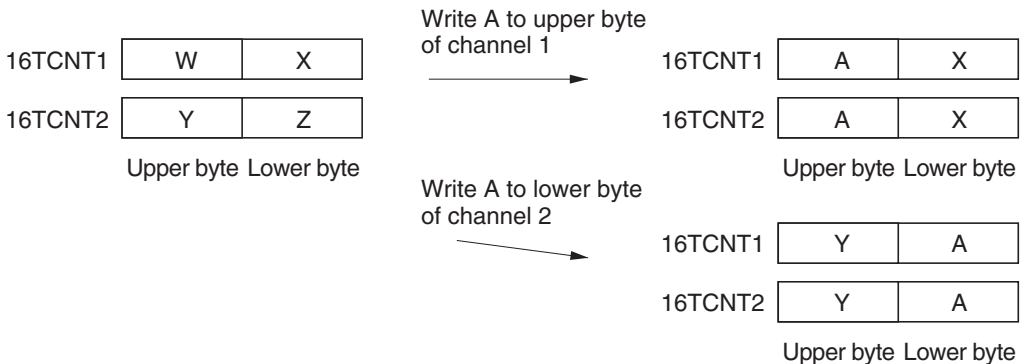 Write A to upper byte
of channel 1
16TCNT1 W X
16TCNT2 Y Z
Upper byte Lower byte
16TCNT1 A X
16TCNT2 A X
Upper byte Lower byte
Write A to lower byte
of channel 2
16TCNT1 Y A
16TCNT2 Y A
Upper byte Lower byte